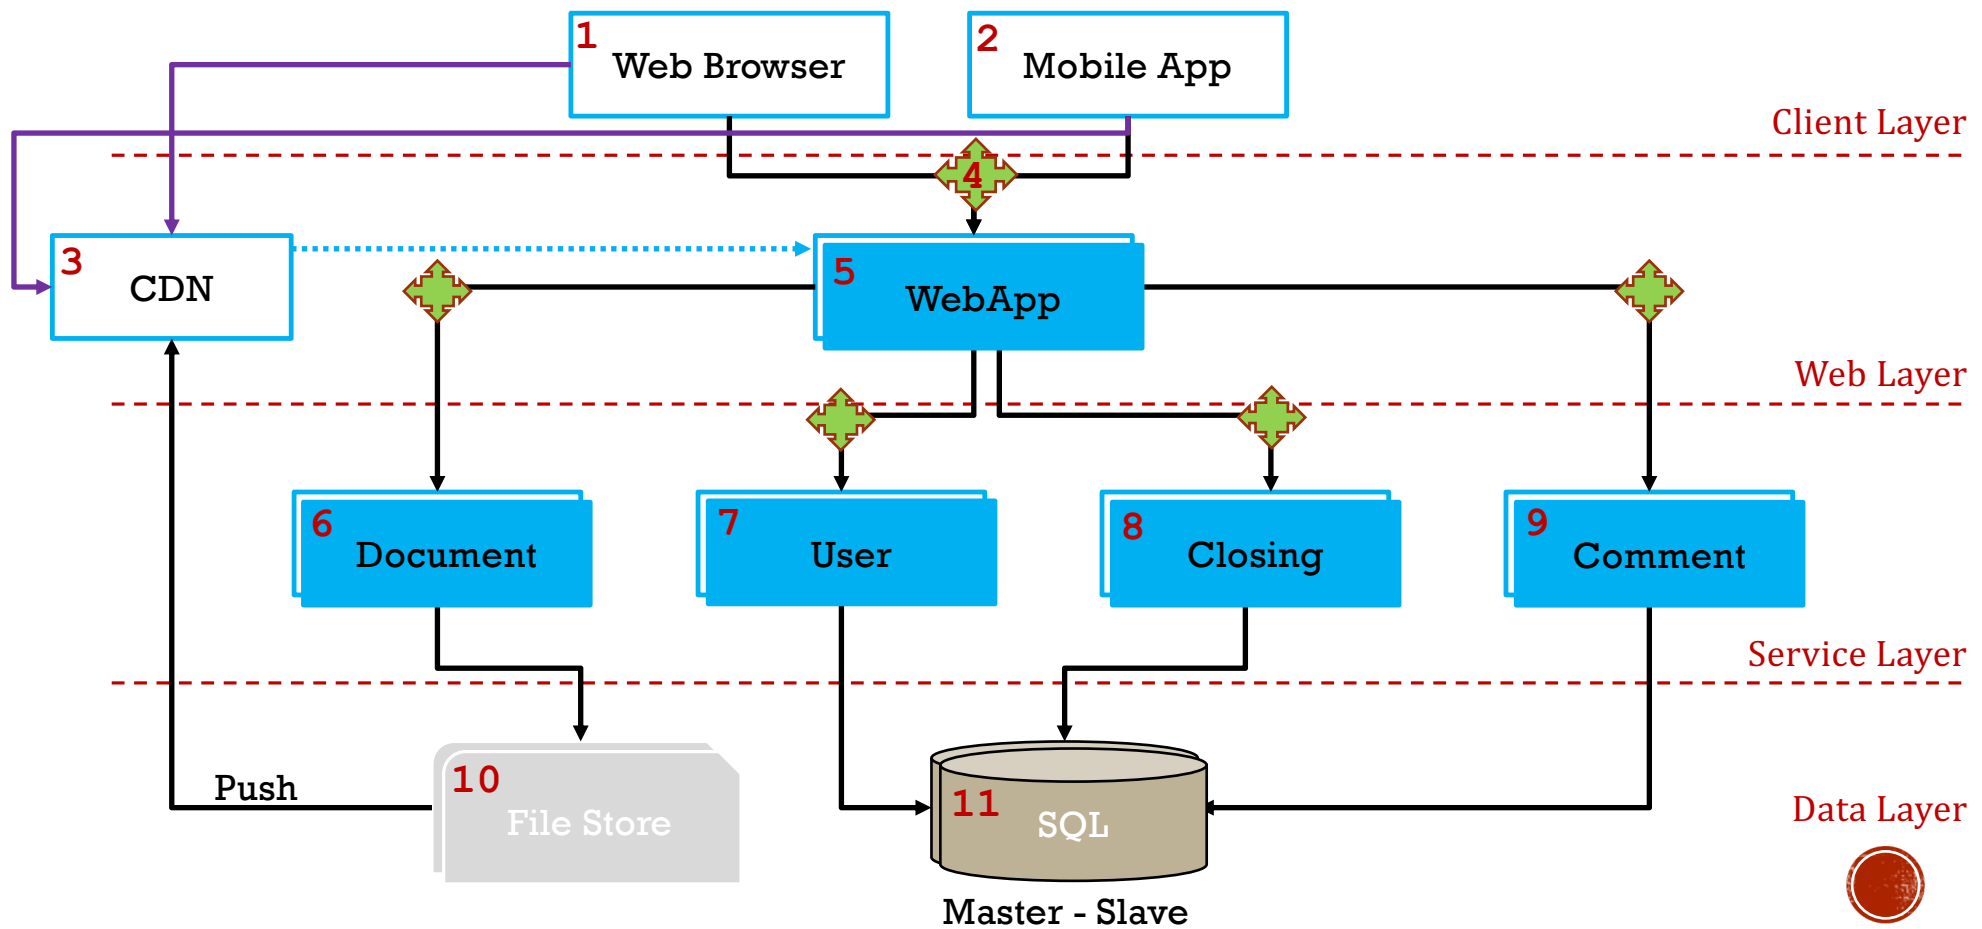 1
Web Browser
2
Mobile App
Client Layer
4
3
CDN
5
WebApp
Web Layer
6
Document
7
User
8
Closing
9
Comment
Service Layer
Push
10
File Store
11
SQL
Data Layer
Master - Slave